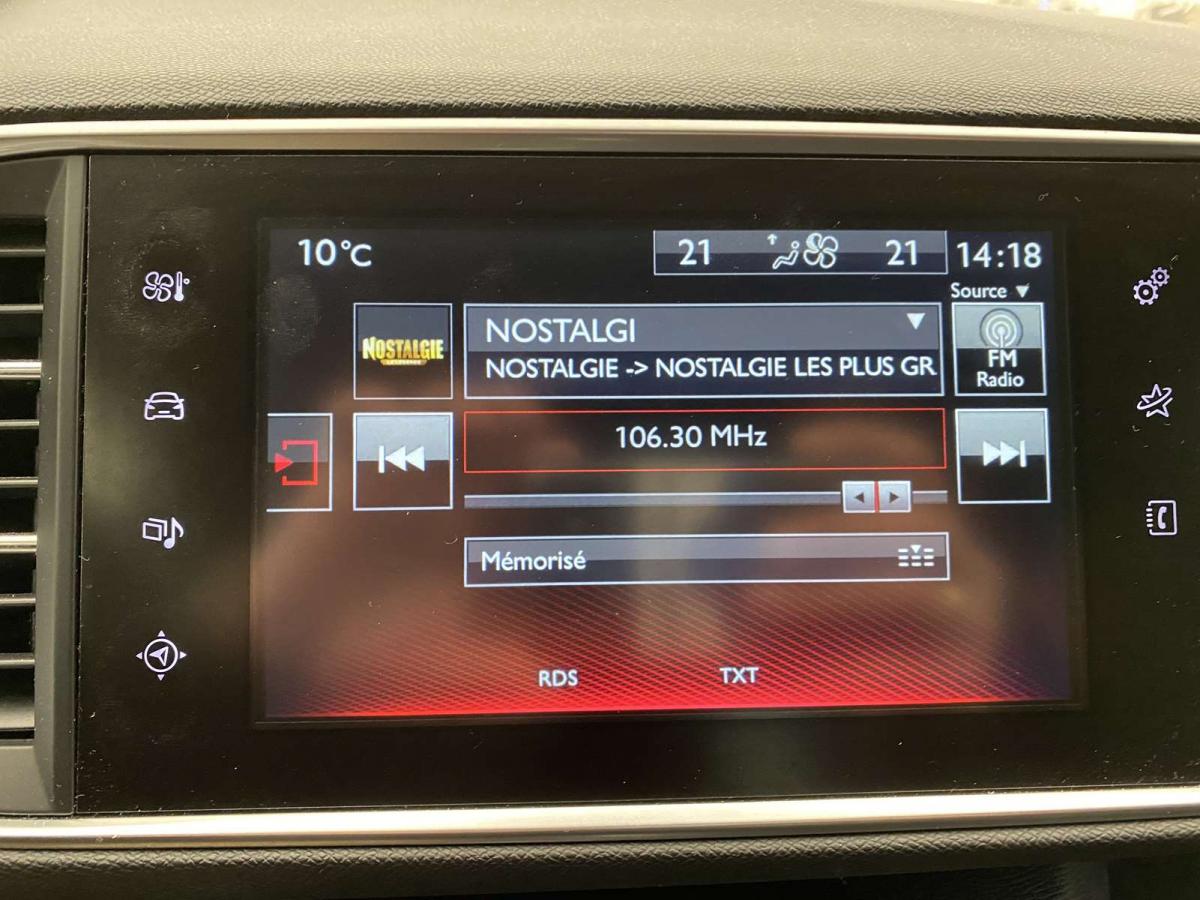 10°C
21 21 14:18
Source
NOSTALGIE
NOSTALGI
NOSTALGIE -> NOSTALGIE LES PLUS GR
FM
Radio
106.30 MHz
Mémorisé
RDS TXT